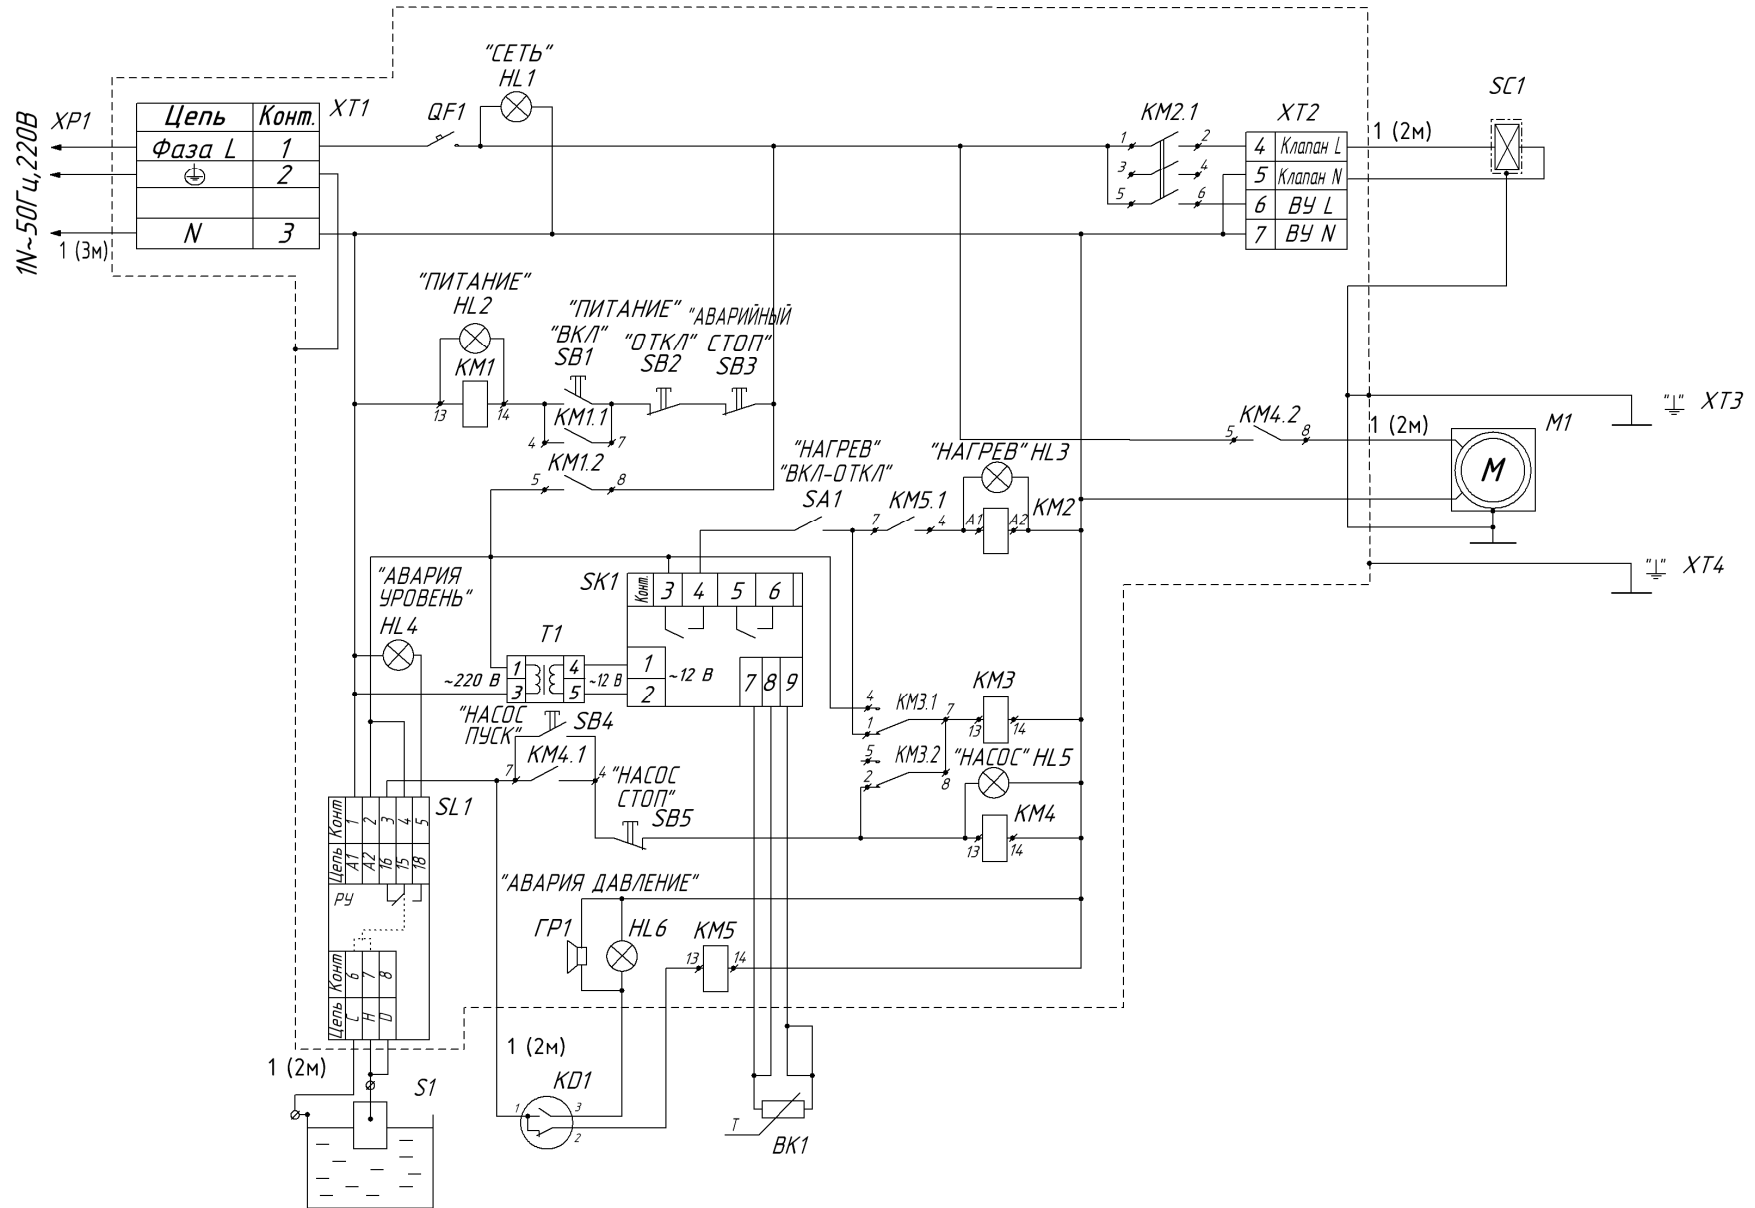 "СЕТЬ"
HL1
SC1
XP1
XT1
QF1
KM2.1
XT2
1 (2м)
1N~50Гц,220В
Цепь Конт.
Фаза L 1
2
N 3
1 2
3 4
5 6
4 Клапан L
5 Клапан N
6 ВУ L
7 ВУ N
1 (3м)
"ПИТАНИЕ"
HL2
"ПИТАНИЕ"
"ВКЛ"
SB1
"ОТКЛ"
SB2
"АВАРИЙНЫЙ
СТОП"
SB3
KM1
13 14
KM1.1
4 7
KM1.2
5 8
"НАГРЕВ"
"ВКЛ-ОТКЛ"
SA1
KM5.1
7 4
"НАГРЕВ" HL3
KM2
A1 A2
KM4.2
5 8
1 (2м)
M1
M
"⏚" XT3
"⏚" XT4
"АВАРИЯ
УРОВЕНЬ"
HL4
T1
1 4
3 5
~220 В
~12 В
SK1
Конт. 3 4 5 6
1
2
~12 В
7 8 9
"НАСОС
ПУСК"
SB4
KM4.1
7 4
"НАСОС
СТОП"
SB5
4
1
KM3.1
7
5
2
KM3.2
8
KM3
13 14
"НАСОС" HL5
KM4
13 14
SL1
Конт 1 2 3 4 5
Цепь A1 A2 16 15 18
РУ
Конт 6 7 8
Цепь C H D
"АВАРИЯ ДАВЛЕНИЕ"
ГР1
HL6
KM5
13 14
1 (2м)
S1
1 (2м)
KD1
1 3
2
T
BK1